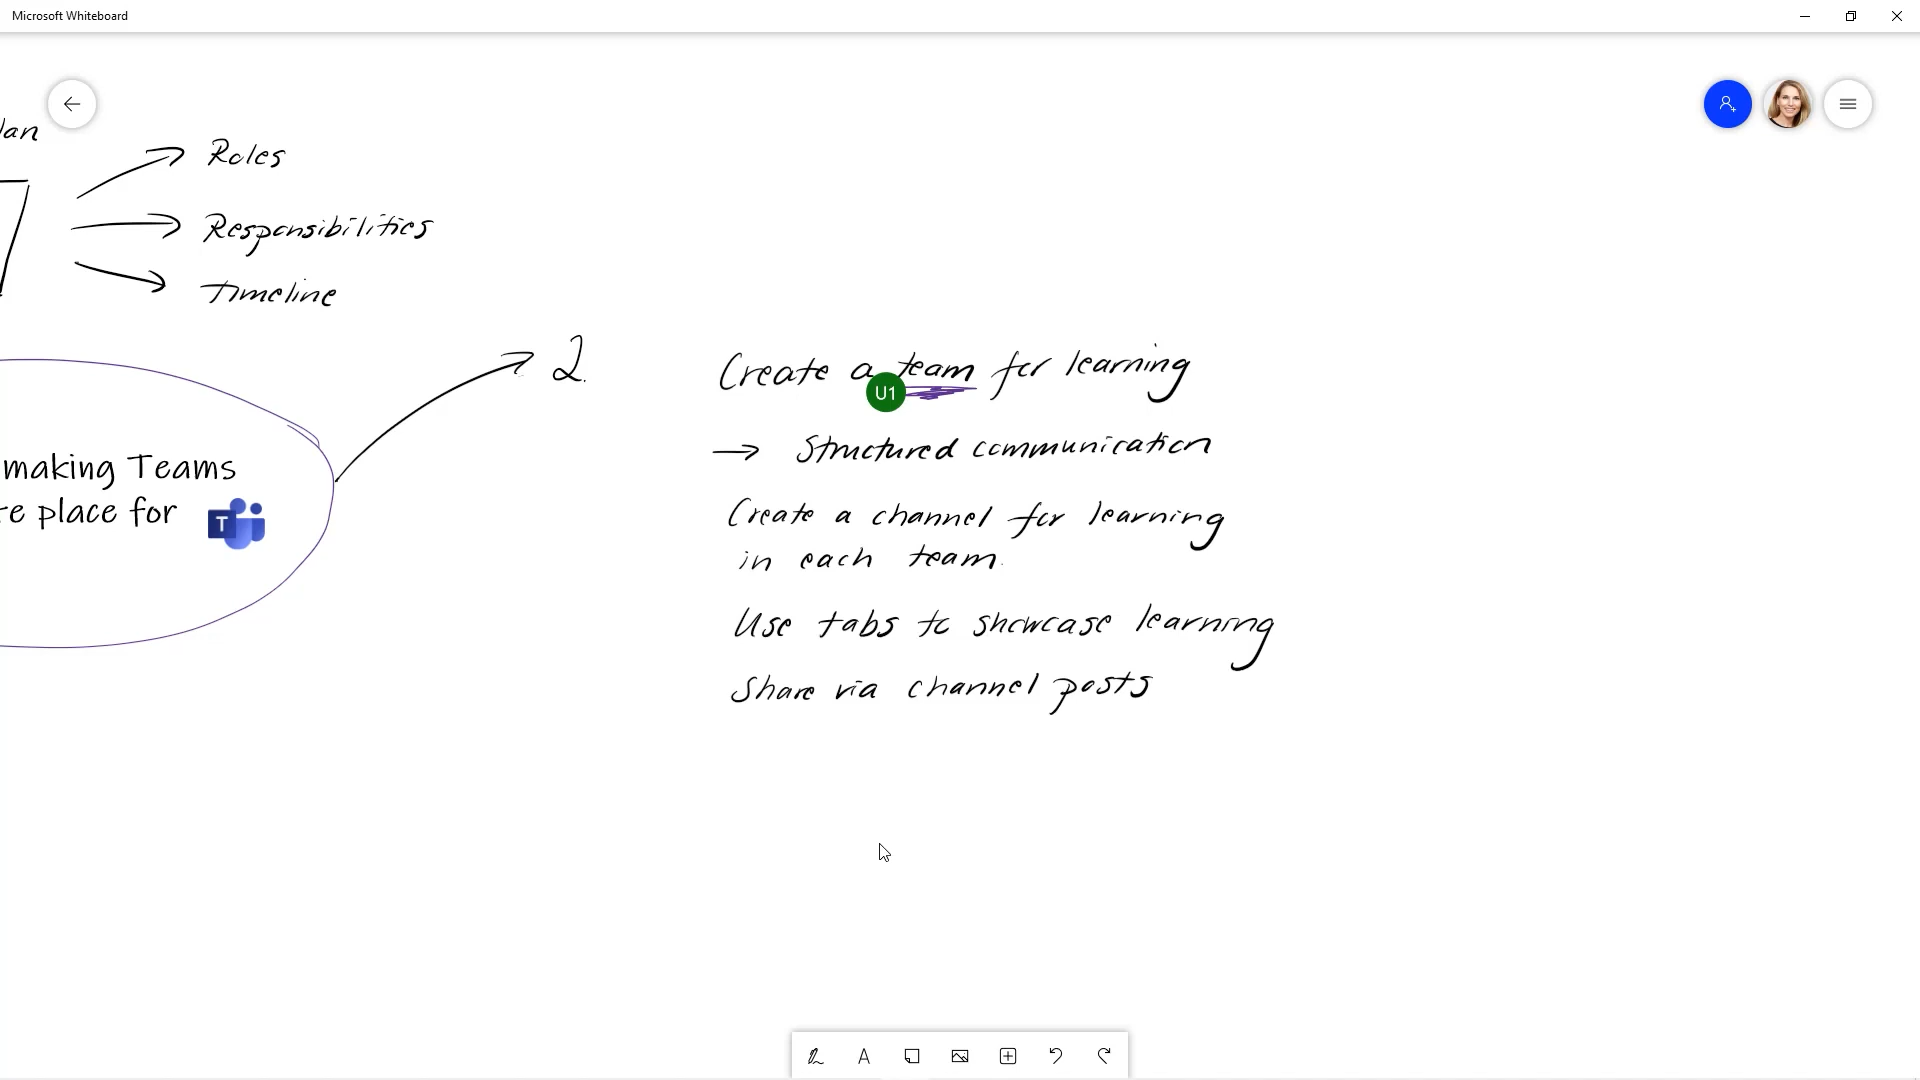 Microsoft Whiteboard
lan
Roles
Responsibilities
Timeline
2.
Create a team for learning
U1
→ Structured communication
making Teams
te place for
T
Create a channel for learning
in each team.
Use tabs to showcase learning
Share via channel posts